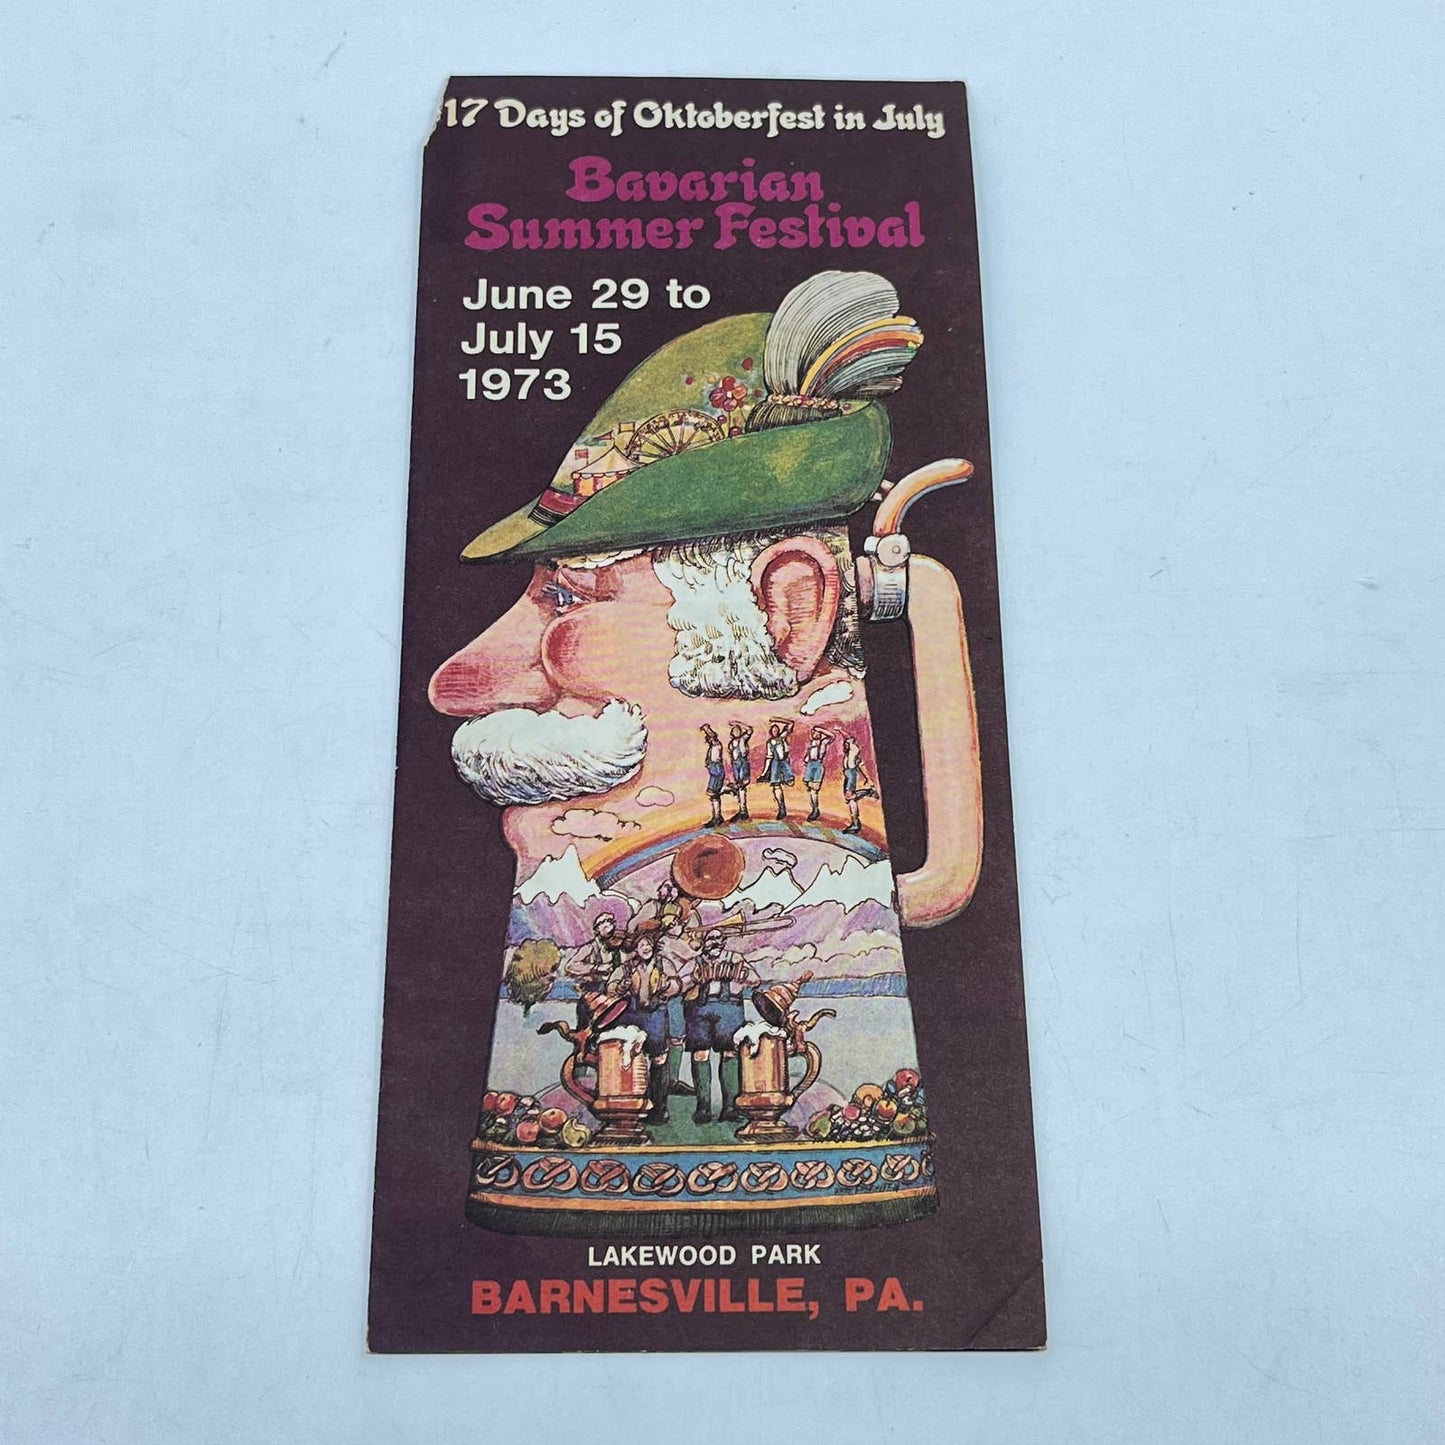 17 Days of Oktoberfest in July
Bavarian
Summer Festival
June 29 to
July 15
1973
LAKEWOOD PARK
BARNESVILLE, PA.